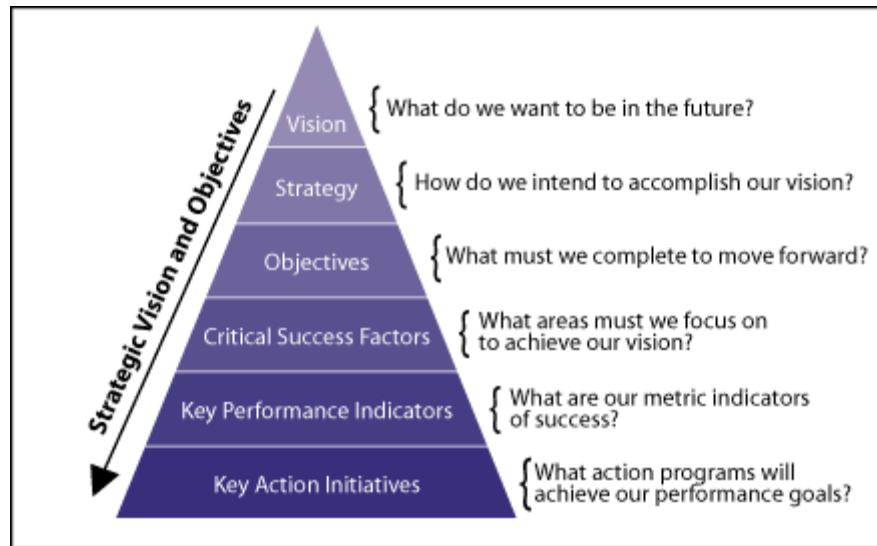 Strategic Vision and Objectives
Vision
What do we want to be in the future?
Strategy
How do we intend to accomplish our vision?
Objectives
What must we complete to move forward?
Critical Success Factors
What areas must we focus on
to achieve our vision?
Key Performance Indicators
What are our metric indicators
of success?
Key Action Initiatives
What action programs will
achieve our performance goals?